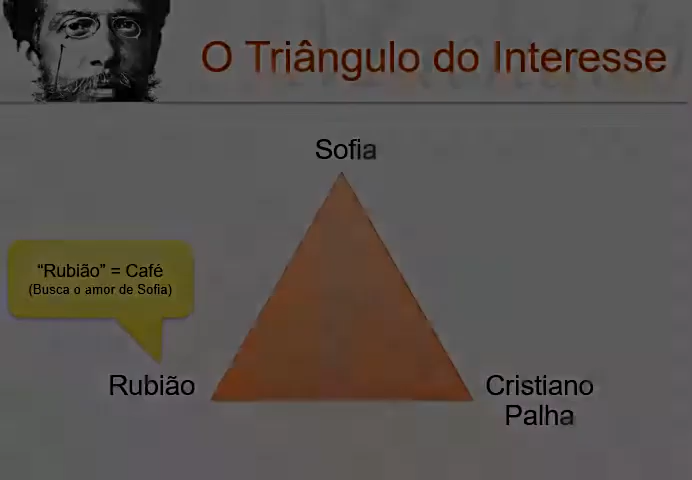 O Triângulo do Interesse
Sofia
“Rubião” = Café
(Busca o amor de Sofia)
Rubião
Cristiano
Palha